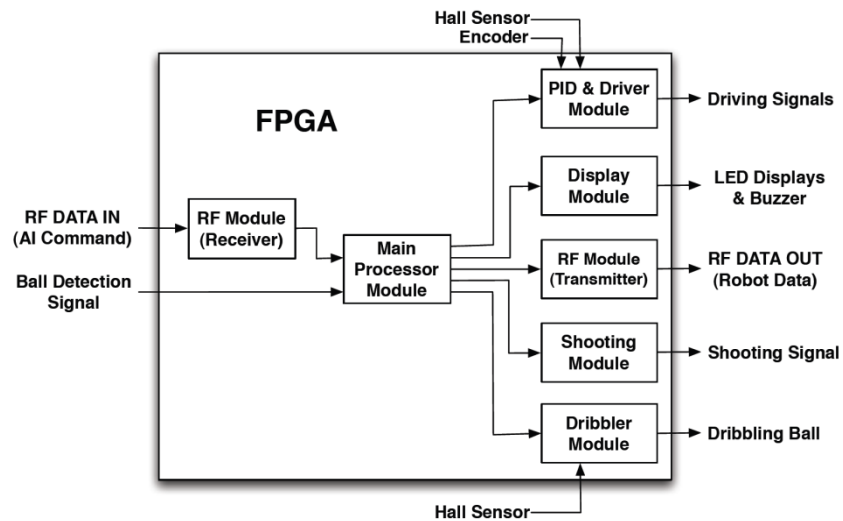 Hall Sensor
Encoder
FPGA
PID & Driver
Module
Driving Signals
Display
Module
LED Displays
& Buzzer
RF DATA IN
(AI Command)
RF Module
(Receiver)
Main
Processor
Module
RF Module
(Transmitter)
RF DATA OUT
(Robot Data)
Ball Detection
Signal
Shooting
Module
Shooting Signal
Dribbler
Module
Dribbling Ball
Hall Sensor